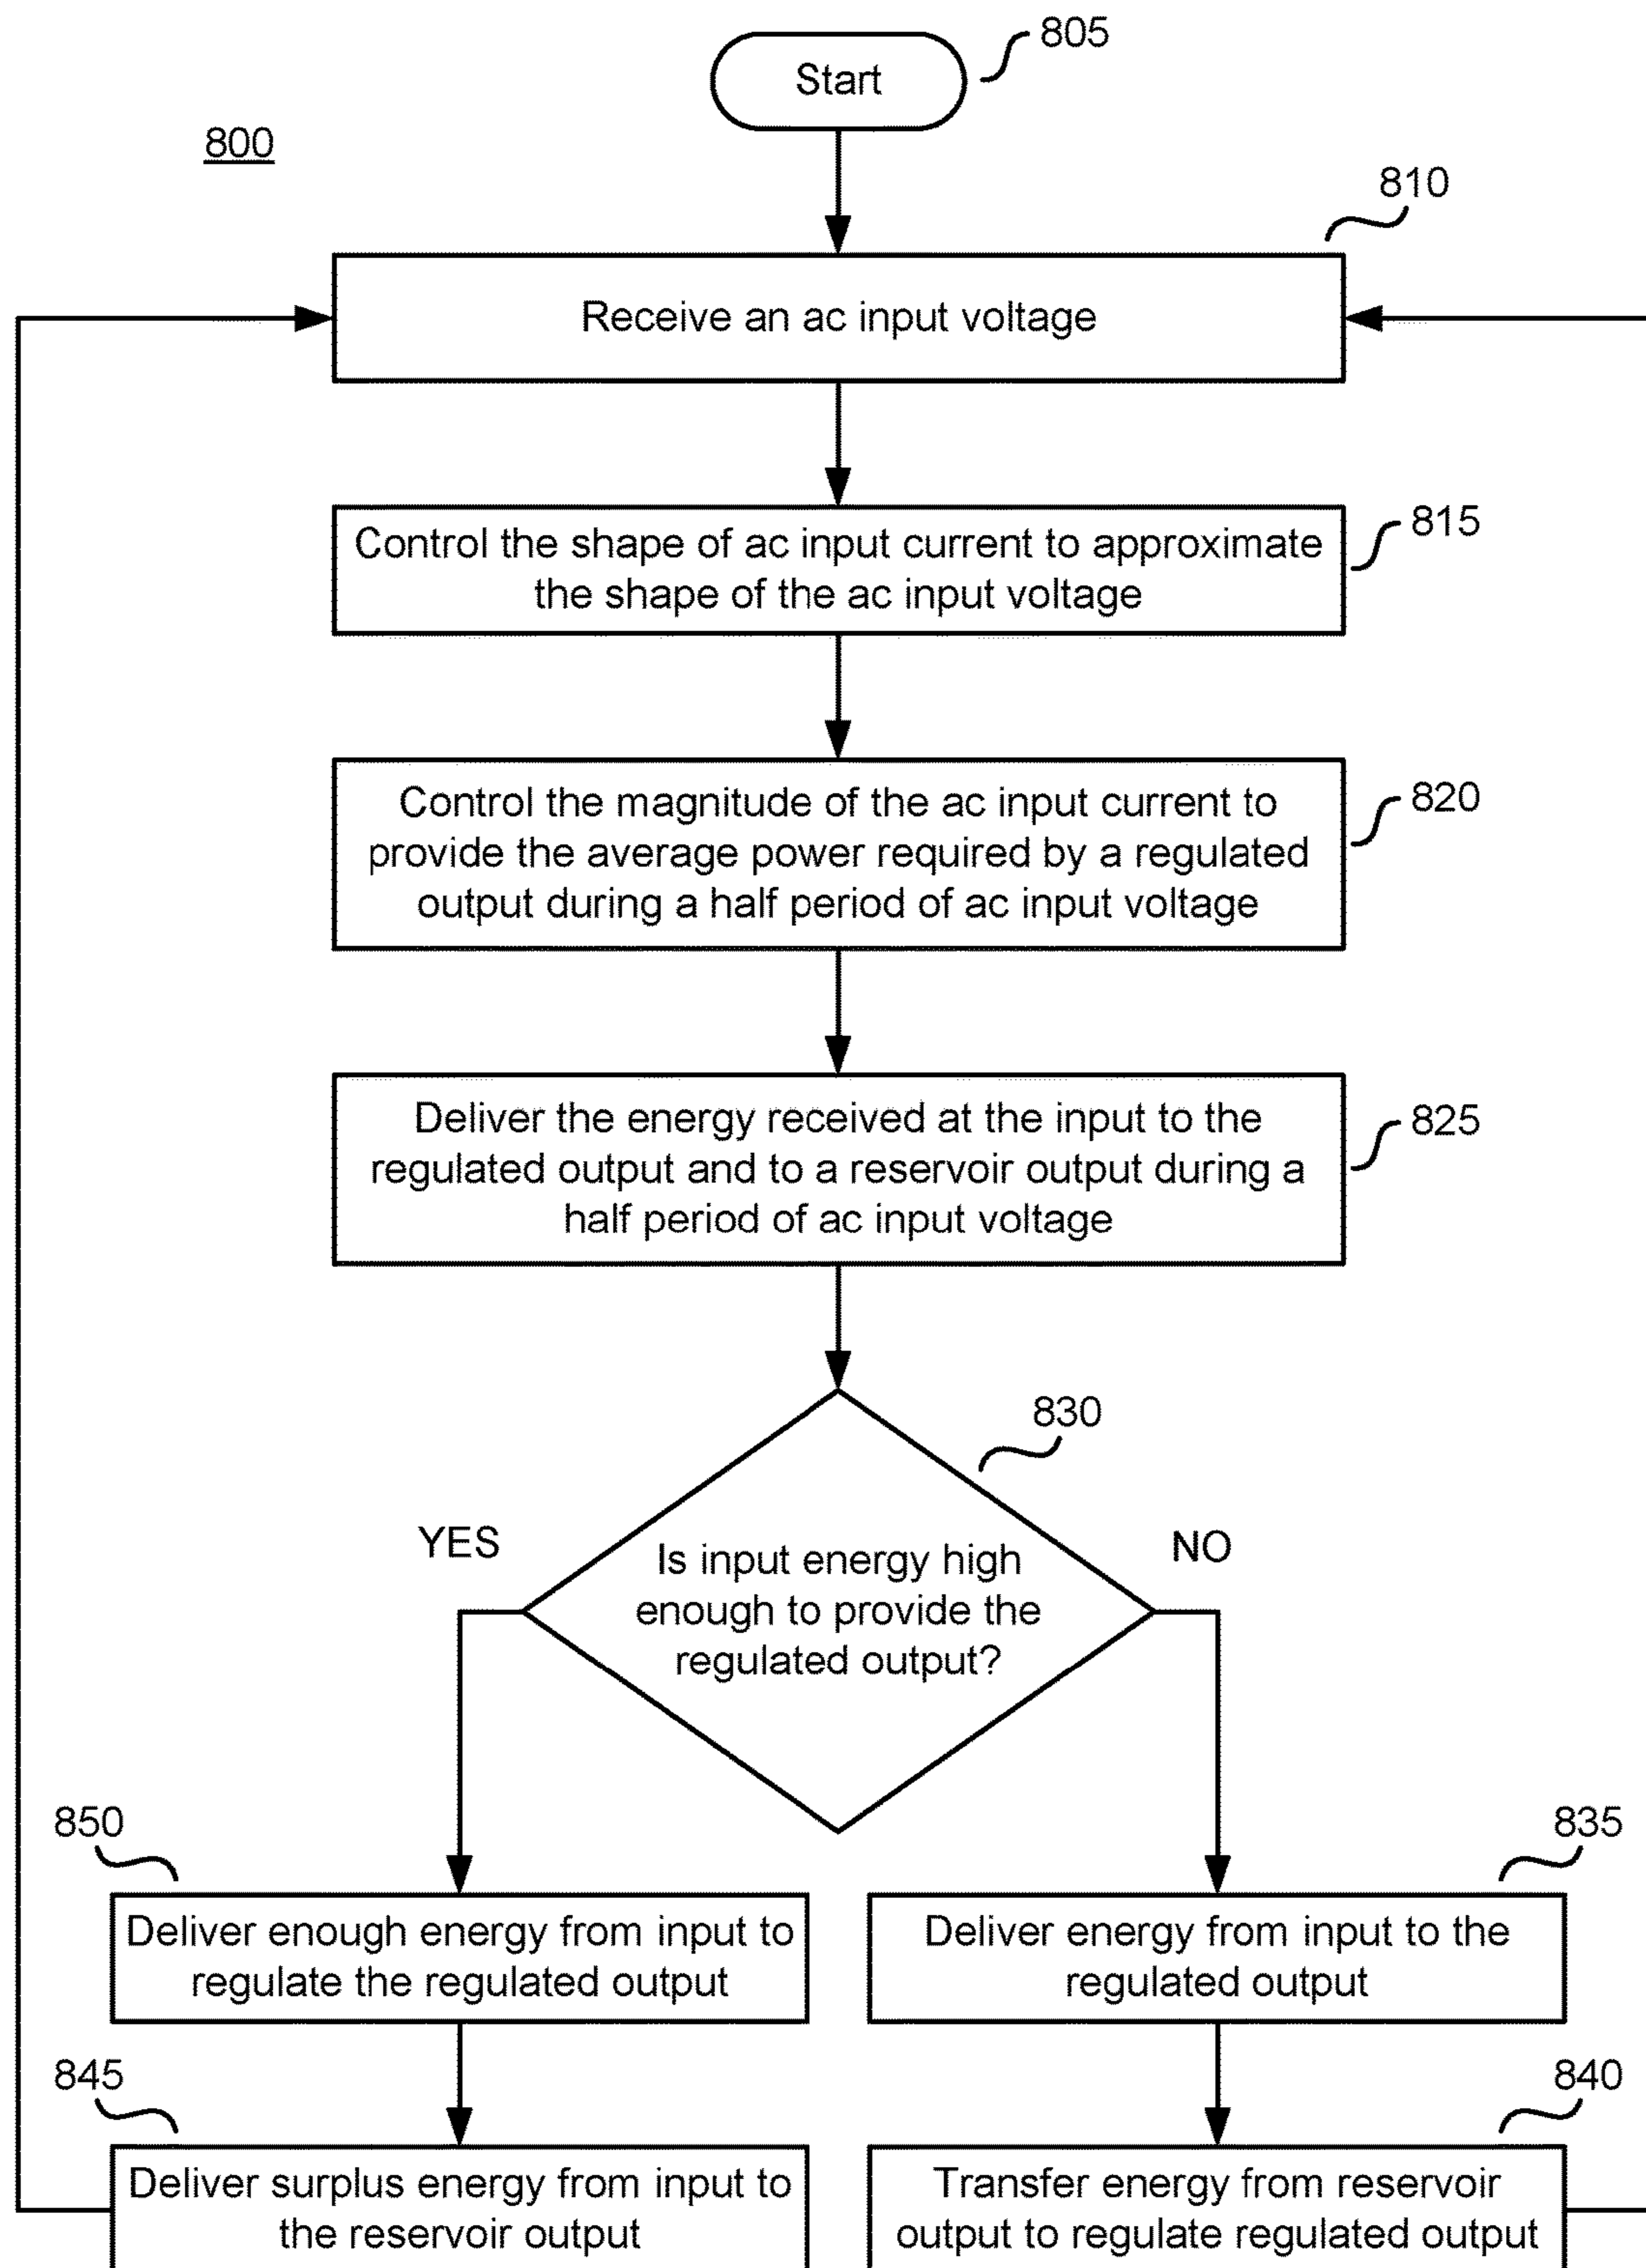 805
Start
800
810
Receive an ac input voltage
Control the shape of ac input current to approximate
the shape of the ac input voltage
815
Control the magnitude of the ac input current to
provide the average power required by a regulated
output during a half period of ac input voltage
820
Deliver the energy received at the input to the
regulated output and to a reservoir output during a
half period of ac input voltage
825
830
YES
NO
Is input energy high
enough to provide the
regulated output?
850
Deliver enough energy from input to
regulate the regulated output
835
Deliver energy from input to the
regulated output
845
Deliver surplus energy from input to
the reservoir output
840
Transfer energy from reservoir
output to regulate regulated output